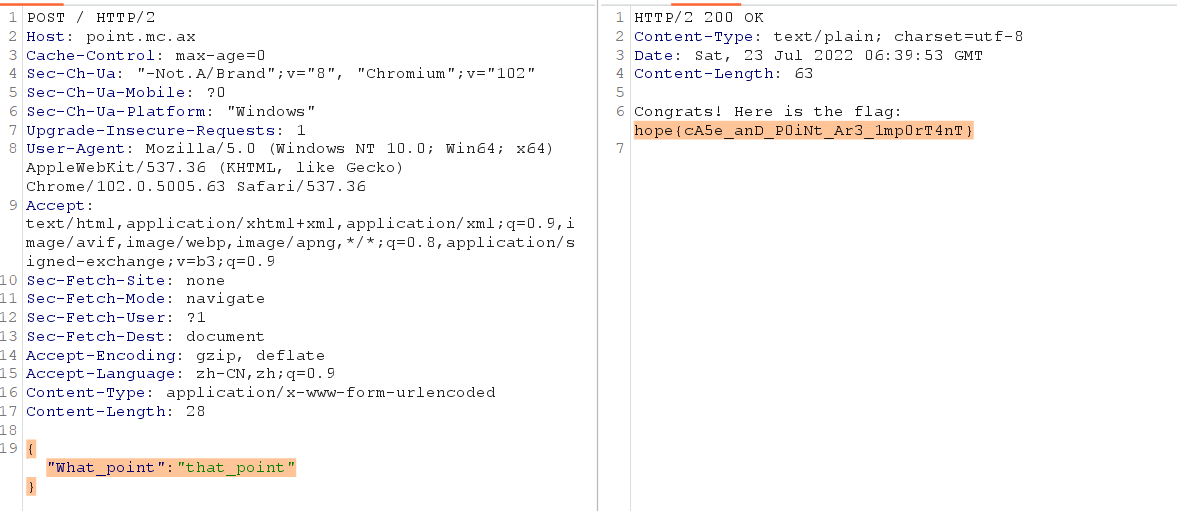 1 POST / HTTP/2
2 Host: point.mc.ax
3 Cache-Control: max-age=0
4 Sec-Ch-Ua: "-Not.A/Brand";v="8", "Chromium";v="102"
5 Sec-Ch-Ua-Mobile: ?0
6 Sec-Ch-Ua-Platform: "Windows"
7 Upgrade-Insecure-Requests: 1
8 User-Agent: Mozilla/5.0 (Windows NT 10.0; Win64; x64)
AppleWebKit/537.36 (KHTML, like Gecko)
Chrome/102.0.5005.63 Safari/537.36
9 Accept:
text/html,application/xhtml+xml,application/xml;q=0.9,i
mage/avif,image/webp,image/apng,*/*;q=0.8,application/s
igned-exchange;v=b3;q=0.9
10 Sec-Fetch-Site: none
11 Sec-Fetch-Mode: navigate
12 Sec-Fetch-User: ?1
13 Sec-Fetch-Dest: document
14 Accept-Encoding: gzip, deflate
15 Accept-Language: zh-CN,zh;q=0.9
16 Content-Type: application/x-www-form-urlencoded
17 Content-Length: 28
18
19 {
"What_point":"that_point"
}
1 HTTP/2 200 OK
2 Content-Type: text/plain; charset=utf-8
3 Date: Sat, 23 Jul 2022 06:39:53 GMT
4 Content-Length: 63
5
6 Congrats! Here is the flag:
hope{cA5e_anD_P0iNt_Ar3_1mp0rT4nT}
7